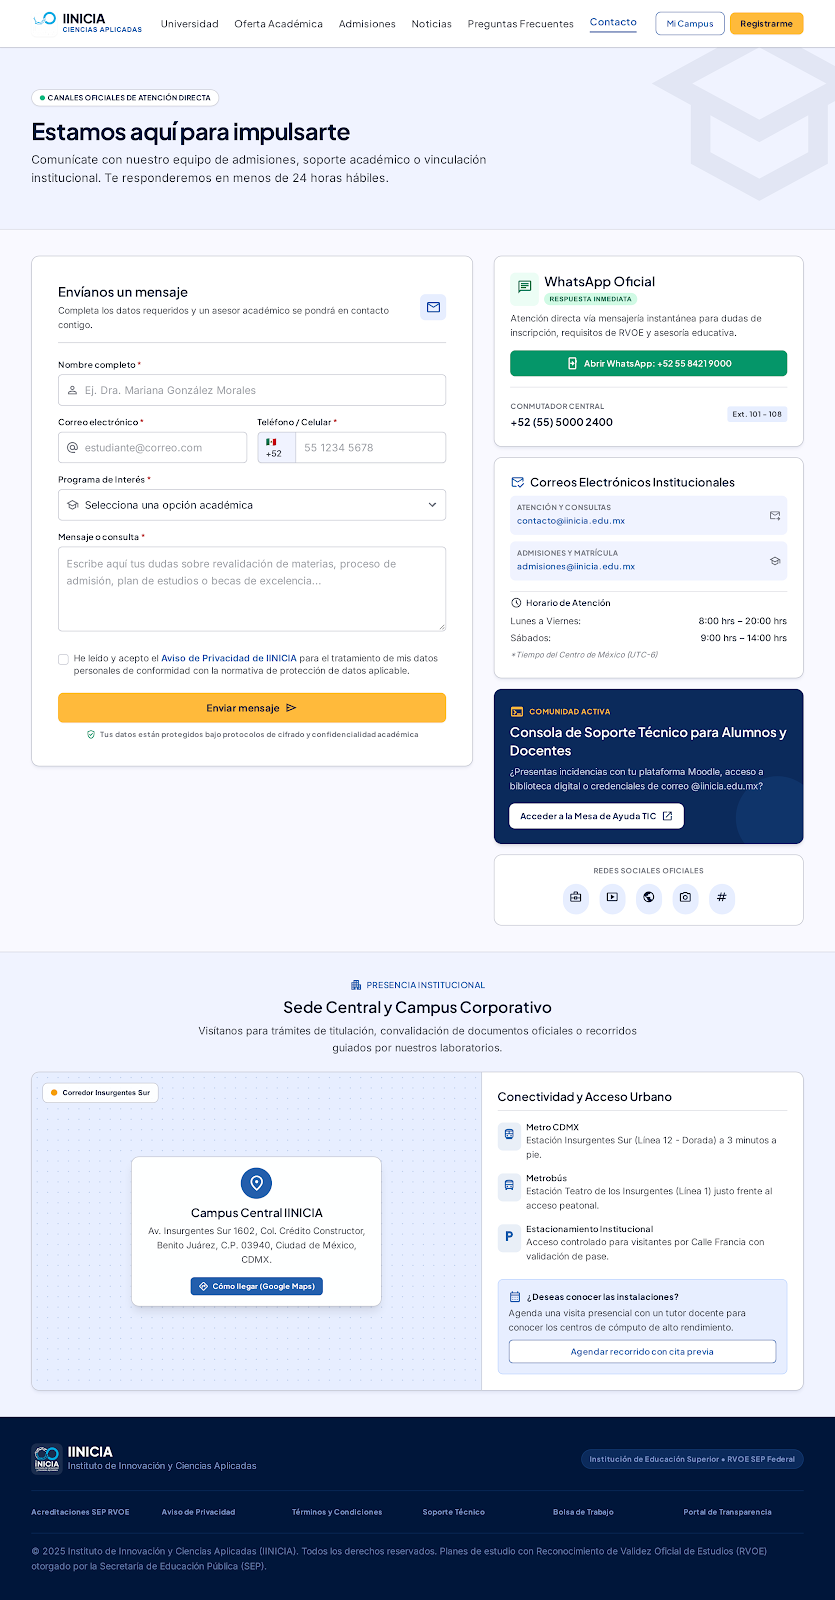 IINICIA
CIENCIAS APLICADAS
Universidad
Oferta Académica
Admisiones
Noticias
Preguntas Frecuentes
Contacto
Mi Campus
Registrarme
CANALES OFICIALES DE ATENCIÓN DIRECTA
Estamos aquí para impulsarte
Comunícate con nuestro equipo de admisiones, soporte académico o vinculación
institucional. Te responderemos en menos de 24 horas hábiles.
Envíanos un mensaje
Completa los datos requeridos y un asesor académico se pondrá en contacto
contigo.
Nombre completo *
Ej. Dra. Mariana González Morales
Correo electrónico *
estudiante@correo.com
Teléfono / Celular *
+52
55 1234 5678
Programa de Interés *
Selecciona una opción académica
Mensaje o consulta *
Escribe aquí tus dudas sobre revalidación de materias, proceso de
admisión, plan de estudios o becas de excelencia...
He leído y acepto el Aviso de Privacidad de IINICIA para el tratamiento de mis datos
personales de conformidad con la normativa de protección de datos aplicable.
Enviar mensaje
Tus datos están protegidos bajo protocolos de cifrado y confidencialidad académica
WhatsApp Oficial
RESPUESTA INMEDIATA
Atención directa vía mensajería instantánea para dudas de
inscripción, requisitos de RVOE y asesoría educativa.
Abrir WhatsApp: +52 55 8421 9000
CONMUTADOR CENTRAL
+52 (55) 5000 2400
Ext. 101 - 108
Correos Electrónicos Institucionales
ATENCIÓN Y CONSULTAS
contacto@iinicia.edu.mx
ADMISIONES Y MATRÍCULA
admisiones@iinicia.edu.mx
Horario de Atención
Lunes a Viernes:
8:00 hrs – 20:00 hrs
Sábados:
9:00 hrs – 14:00 hrs
*Tiempo del Centro de México (UTC-6)
COMUNIDAD ACTIVA
Consola de Soporte Técnico para Alumnos y
Docentes
¿Presentas incidencias con tu plataforma Moodle, acceso a
biblioteca digital o credenciales de correo @iinicia.edu.mx?
Acceder a la Mesa de Ayuda TIC
REDES SOCIALES OFICIALES
#
PRESENCIA INSTITUCIONAL
Sede Central y Campus Corporativo
Visítanos para trámites de titulación, convalidación de documentos oficiales o recorridos
guiados por nuestros laboratorios.
Corredor Insurgentes Sur
Campus Central IINICIA
Av. Insurgentes Sur 1602, Col. Crédito Constructor,
Benito Juárez, C.P. 03940, Ciudad de México,
CDMX.
Cómo llegar (Google Maps)
Conectividad y Acceso Urbano
Metro CDMX
Estación Insurgentes Sur (Línea 12 - Dorada) a 3 minutos a
pie.
Metrobús
Estación Teatro de los Insurgentes (Línea 1) justo frente al
acceso peatonal.
P
Estacionamiento Institucional
Acceso controlado para visitantes por Calle Francia con
validación de pase.
¿Deseas conocer las instalaciones?
Agenda una visita presencial con un tutor docente para
conocer los centros de cómputo de alto rendimiento.
Agendar recorrido con cita previa
IINICIA
IINICIA
Instituto de Innovación y Ciencias Aplicadas
Institución de Educación Superior • RVOE SEP Federal
Acreditaciones SEP RVOE
Aviso de Privacidad
Términos y Condiciones
Soporte Técnico
Bolsa de Trabajo
Portal de Transparencia
© 2025 Instituto de Innovación y Ciencias Aplicadas (IINICIA). Todos los derechos reservados. Planes de estudio con Reconocimiento de Validez Oficial de Estudios (RVOE)
otorgado por la Secretaría de Educación Pública (SEP).